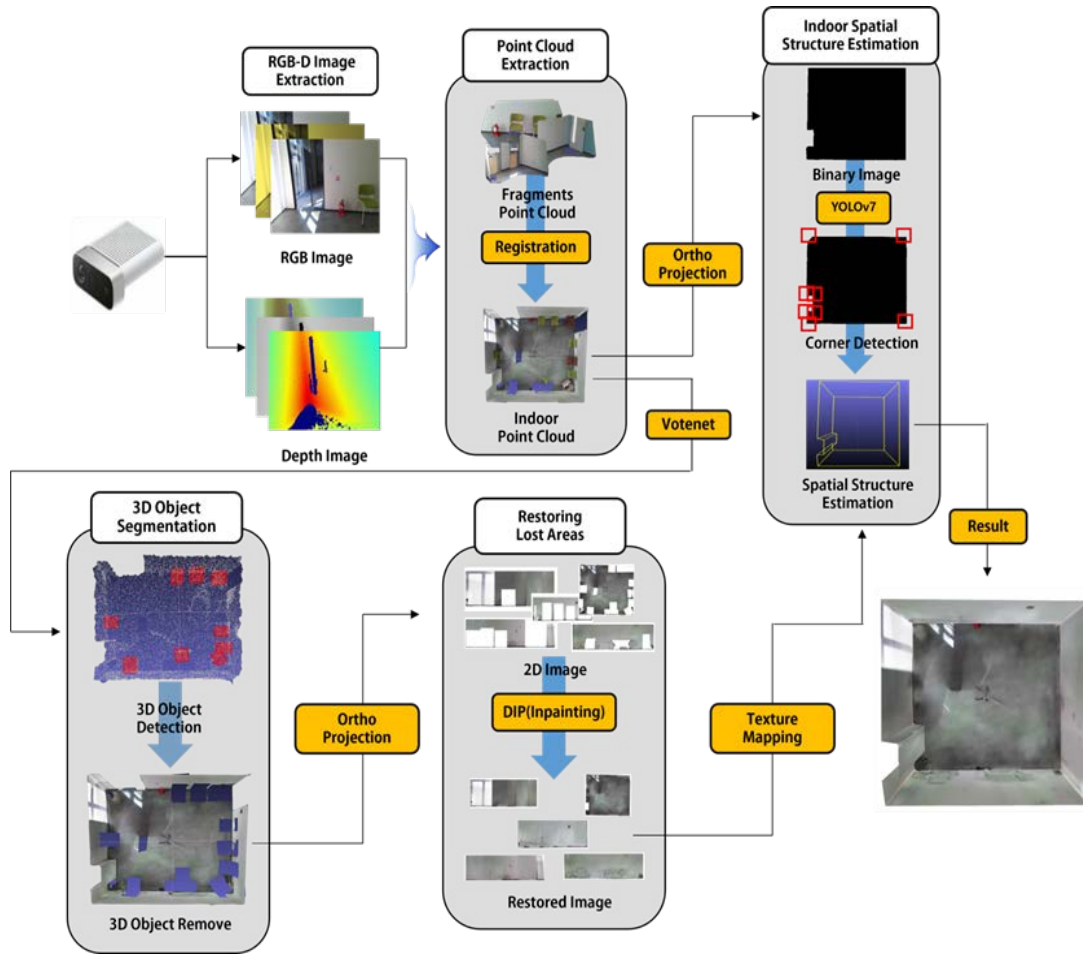 RGB-D Image
Extraction
RGB Image
Depth Image
Point Cloud
Extraction
Fragments
Point Cloud
Registration
Indoor
Point Cloud
Ortho
Projection
Votenet
Indoor Spatial
Structure Estimation
Binary Image
YOLOv7
Corner Detection
Spatial Structure
Estimation
Result
3D Object
Segmentation
3D Object
Detection
3D Object Remove
Ortho
Projection
Restoring
Lost Areas
2D Image
DIP(Inpainting)
Restored Image
Texture
Mapping